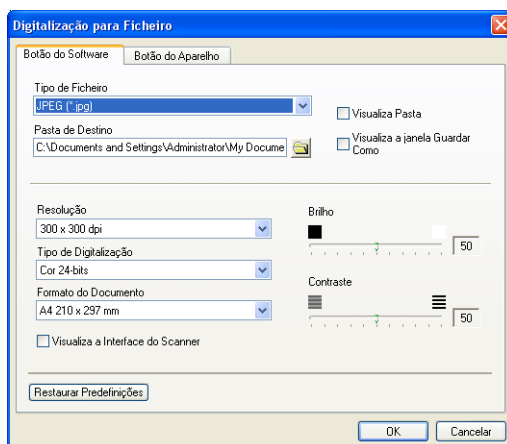 Digitalização para Ficheiro
Botão do Software
Botão do Aparelho
Tipo de Ficheiro
JPEG (*.jpg)
Visualiza Pasta
Pasta de Destino
C:\Documents and Settings\Administrator\My Docume
Visualiza a janela Guardar
Como
Resolução
300 x 300 dpi
Brilho
50
Tipo de Digitalização
Cor 24-bits
Formato do Documento
A4 210 x 297 mm
Contraste
50
Visualiza a Interface do Scanner
Restaurar Predefinições
OK
Cancelar